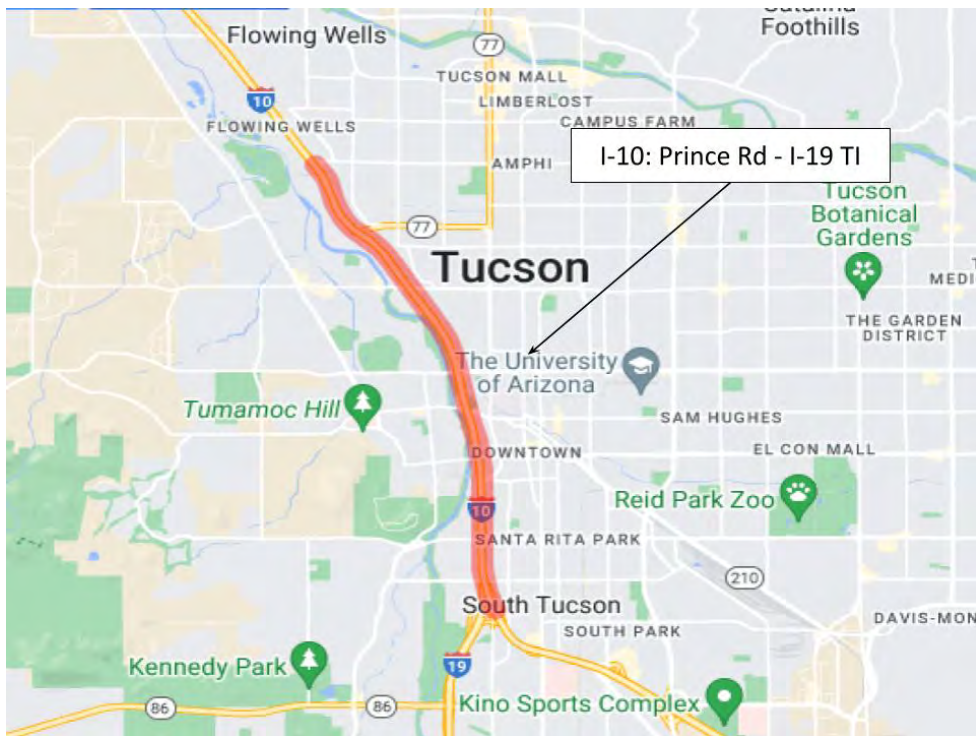 Catalina
Foothills
Flowing Wells
77
TUCSON MALL
10
LIMBERLOST
FLOWING WELLS
CAMPUS FARM
AMPHI
I-10: Prince Rd - I-19 TI
Tucson
Botanical
Gardens
77
Tucson
MEDI
THE GARDEN
DISTRICT
The University
of Arizona
Tumamoc Hill
SAM HUGHES
DOWNTOWN
EL CON MALL
Reid Park Zoo
10
SANTA RITA PARK
210
South Tucson
DAVIS-MON
SOUTH PARK
Kennedy Park
19
Kino Sports Complex
86
86